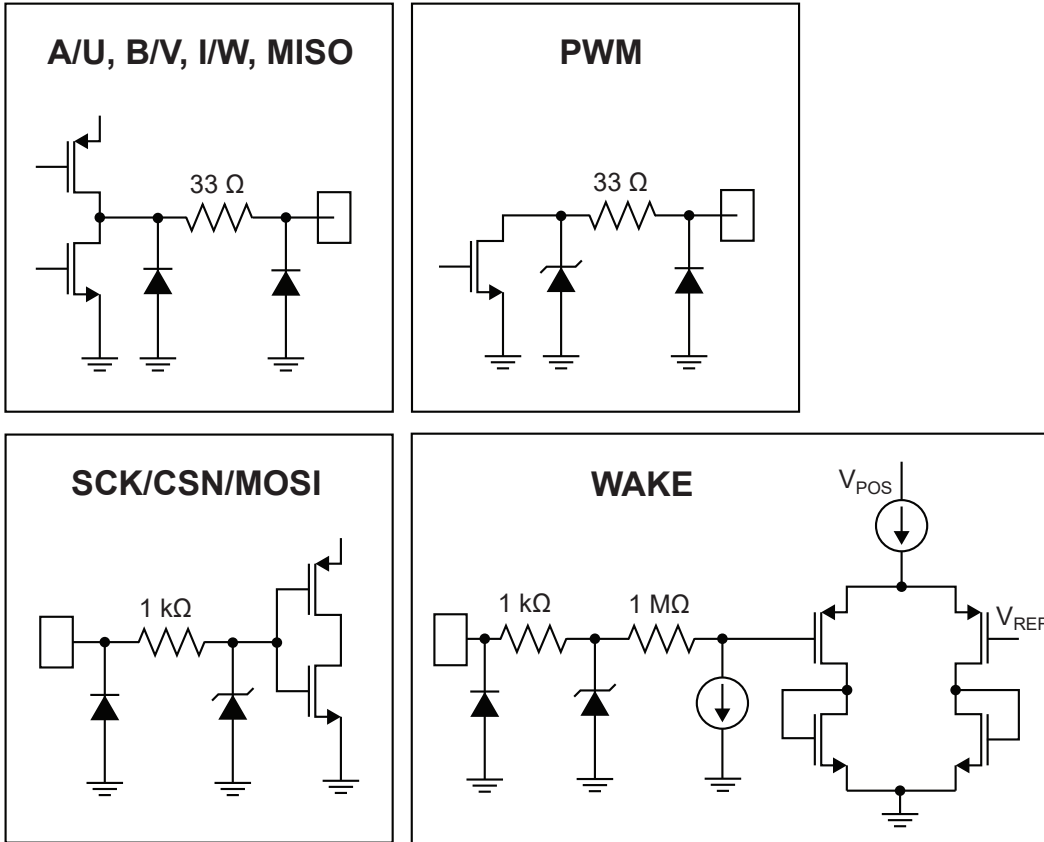 A/U, B/V, I/W, MISO
33 Ω
PWM
33 Ω
SCK/CSN/MOSI
1 kΩ
WAKE
V_POS
1 kΩ
1 MΩ
V_REF